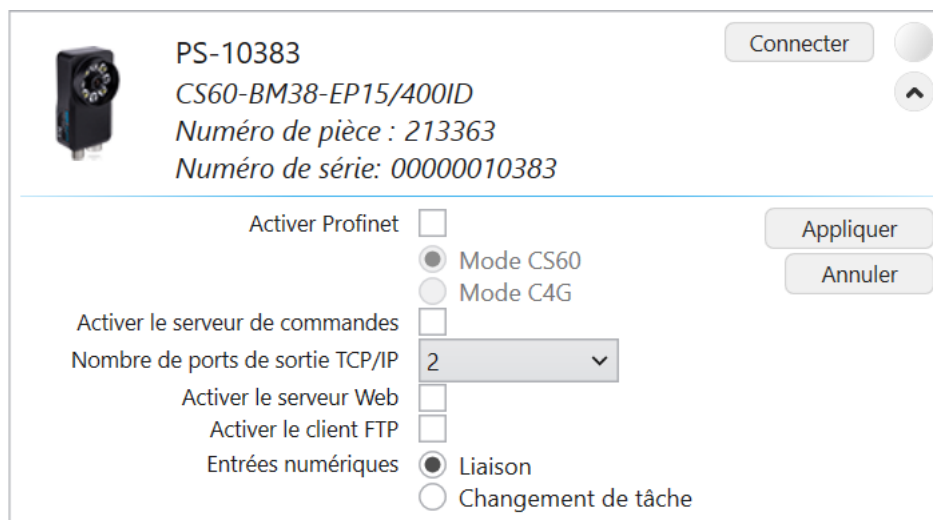 PS-10383
Connecter
CS60-BM38-EP15/400ID
Numéro de pièce : 213363
Numéro de série: 00000010383
Activer Profinet
Appliquer
Mode CS60
Annuler
Mode C4G
Activer le serveur de commandes
Nombre de ports de sortie TCP/IP 2
Activer le serveur Web
Activer le client FTP
Entrées numériques Liaison
Changement de tâche